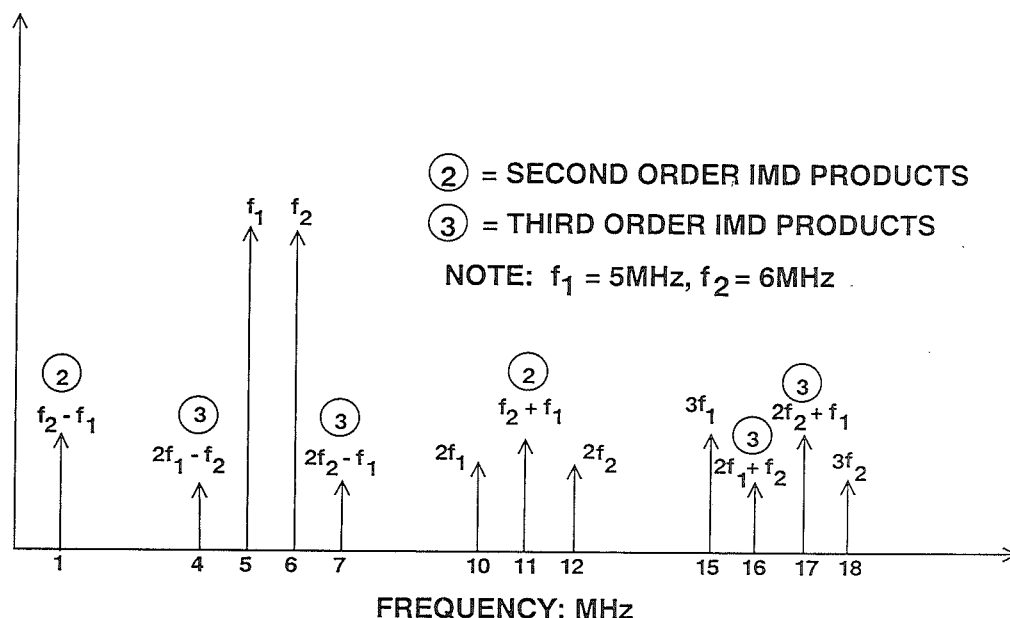 ② = SECOND ORDER IMD PRODUCTS
③ = THIRD ORDER IMD PRODUCTS
NOTE: f₁ = 5MHz, f₂ = 6MHz
f₁
f₂
②
f₂ - f₁
③
2f₁ - f₂
③
2f₂ - f₁
2f₁
②
f₂ + f₁
2f₂
3f₁
③
2f₁ + f₂
③
2f₂ + f₁
3f₂
1 4 5 6 7 10 11 12 15 16 17 18
FREQUENCY: MHz